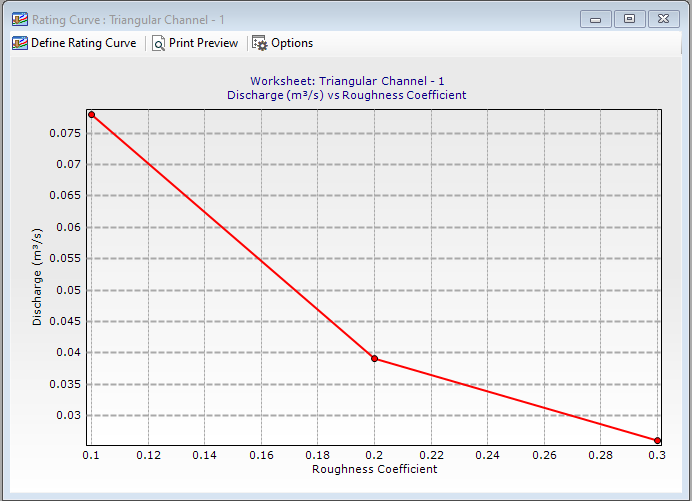 Rating Curve : Triangular Channel - 1
Define Rating Curve
Print Preview
Options
Worksheet: Triangular Channel - 1
Discharge (m³/s) vs Roughness Coefficient
0.075
0.07
0.065
0.06
0.055
0.05
0.045
0.04
0.035
0.03
Discharge (m³/s)
0.1 0.12 0.14 0.16 0.18 0.2 0.22 0.24 0.26 0.28 0.3
Roughness Coefficient